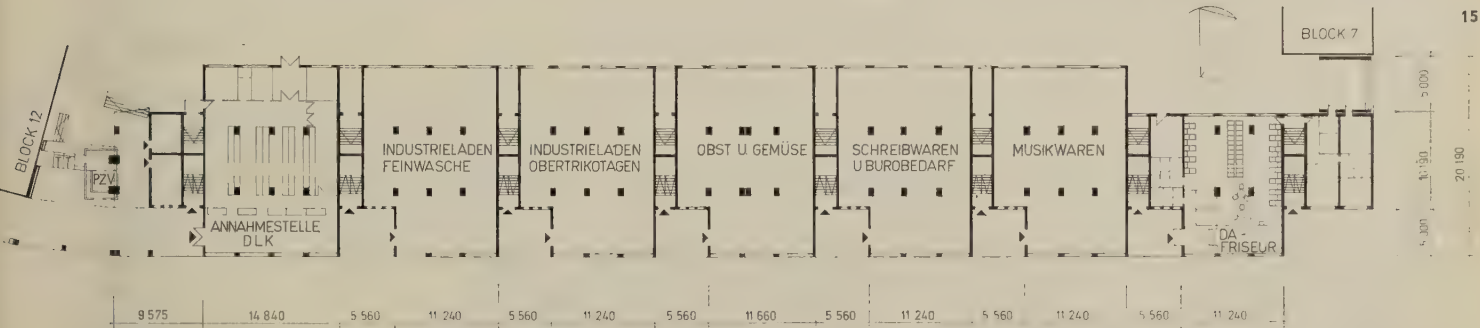 15
BLOCK 7
BLOCK 12
PZV
ANNAHMESTELLE
DLK
INDUSTRIELADEN
FEINWASCHE
INDUSTRIELADEN
OBERTRIKOTAGEN
OBST U. GEMÜSE
SCHREIBWAREN
U BUROBEDARF
MUSIKWAREN
DA-
FRISEUR
5 000
10 190
5 000
20 190
9 575
14 840
5 560
11 240
5 560
11 240
5 560
11 660
5 560
11 240
5 560
11 240
5 560
11 240